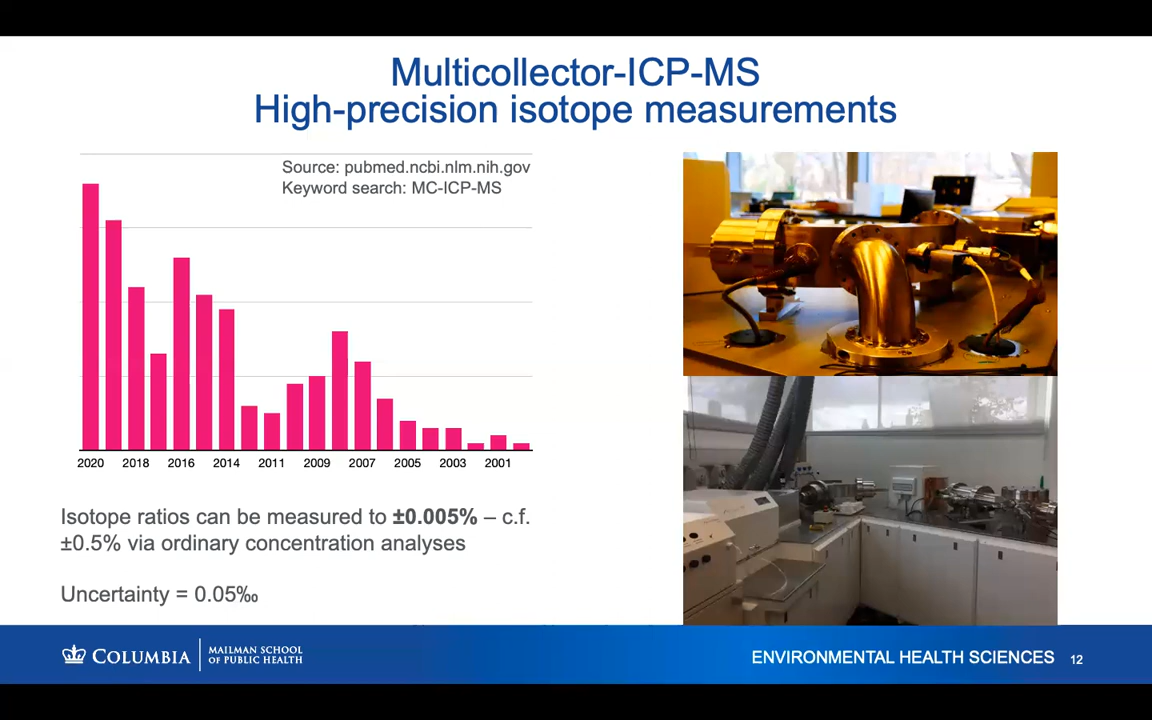 Multicollector-ICP-MS
High-precision isotope measurements
Source: pubmed.ncbi.nlm.nih.gov
Keyword search: MC-ICP-MS
2020 2018 2016 2014 2011 2009 2007 2005 2003 2001
Isotope ratios can be measured to ±0.005% – c.f.
±0.5% via ordinary concentration analyses
Uncertainty = 0.05‰
COLUMBIA
MAILMAN SCHOOL
OF PUBLIC HEALTH
ENVIRONMENTAL HEALTH SCIENCES 12